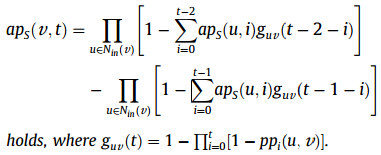 ap_S(v, t) = ∏_{u∈N_in(v)} [1 − ∑_{i=0}^{t−2} ap_S(u, i)g_{uv}(t − 2 − i)]
− ∏_{u∈N_in(v)} [1 − ∑_{i=0}^{t−1} ap_S(u, i)g_{uv}(t − 1 − i)]
holds, where g_{uv}(t) = 1 − ∏_{i=0}^{t}[1 − pp_i(u, v)].